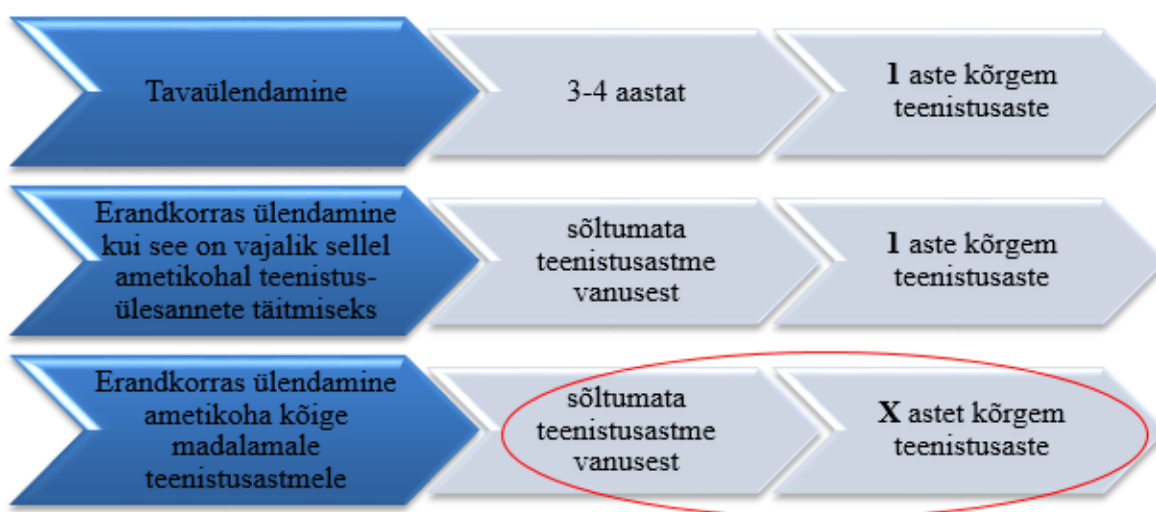 Tavaülendamine
3-4 aastat
1 aste kõrgem
teenistusaste
Erandkorras ülendamine
kui see on vajalik sellel
ametikohal teenistus-
ülesannete täitmiseks
sõltumata
teenistusastme
vanusest
1 aste kõrgem
teenistusaste
Erandkorras ülendamine
ametikoha kõige
madalamale
teenistusastmele
sõltumata
teenistusastme
vanusest
X astet kõrgem
teenistusaste